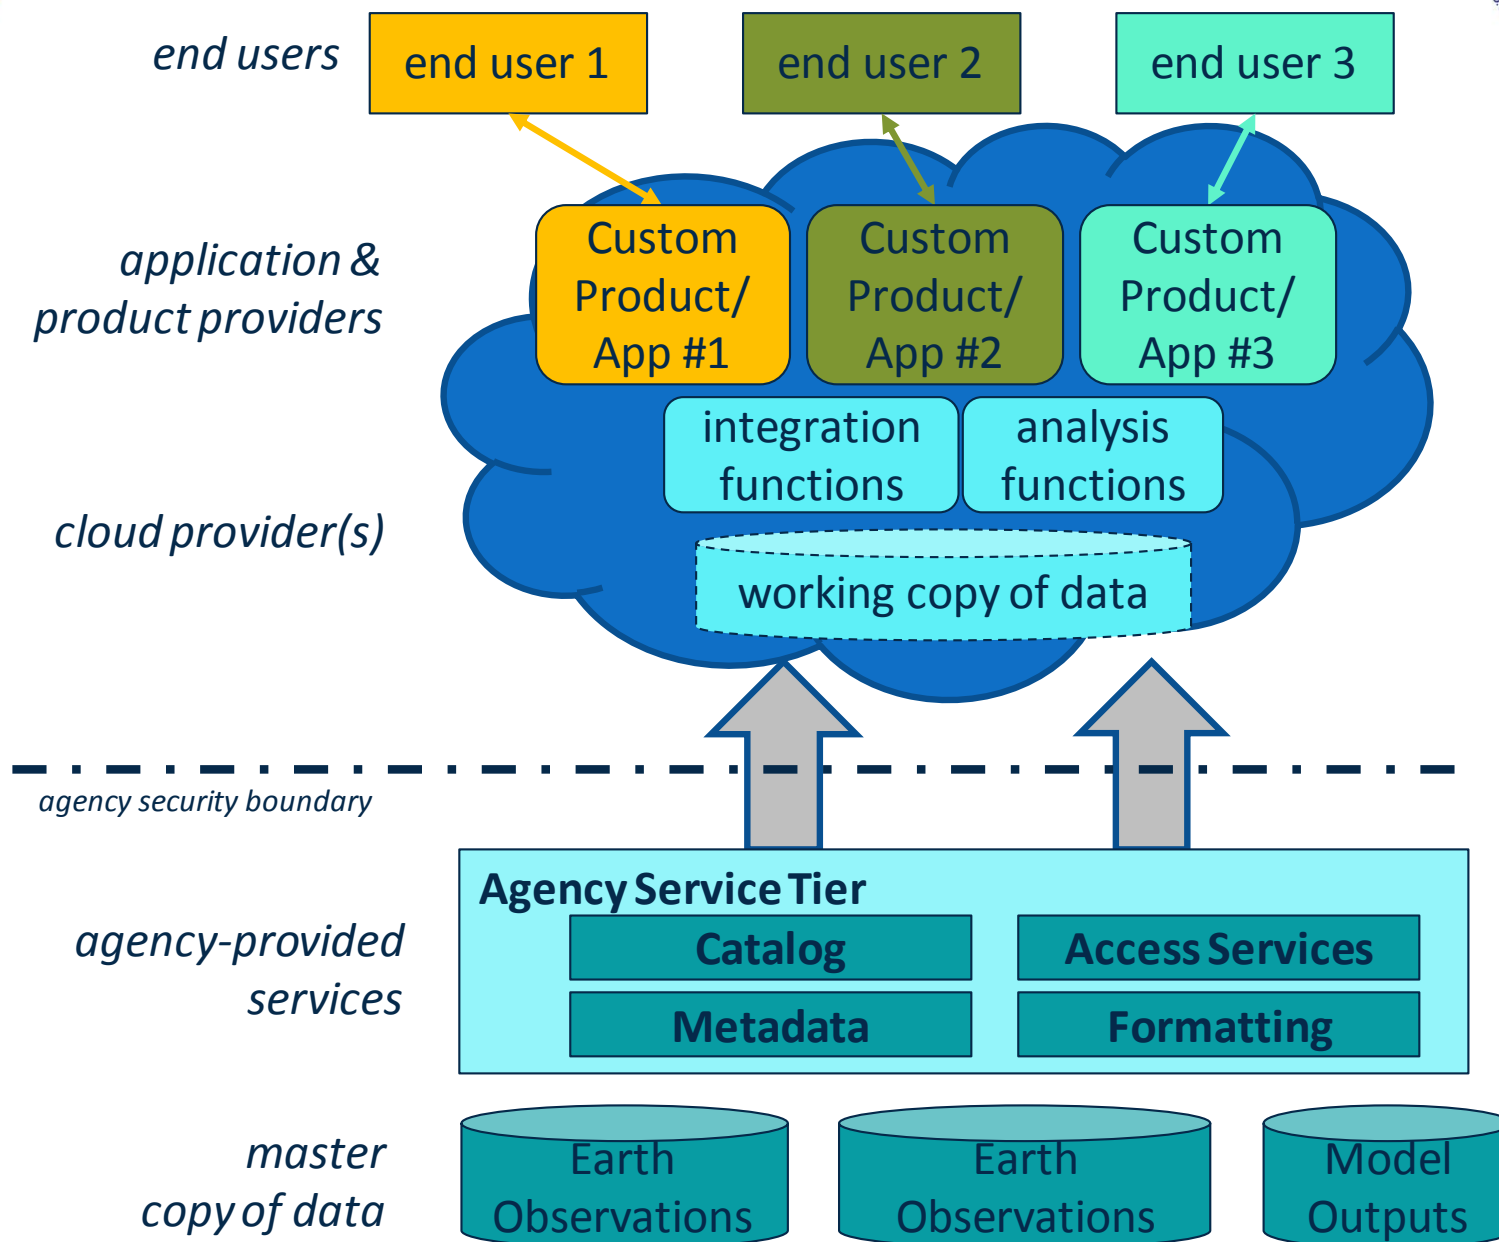 end users
end user 1
end user 2
end user 3
application &
product providers
Custom
Product/
App #1
Custom
Product/
App #2
Custom
Product/
App #3
integration
functions
analysis
functions
cloud provider(s)
working copy of data
agency security boundary
Agency Service Tier
agency-provided
services
Catalog
Access Services
Metadata
Formatting
master
copy of data
Earth
Observations
Earth
Observations
Model
Outputs